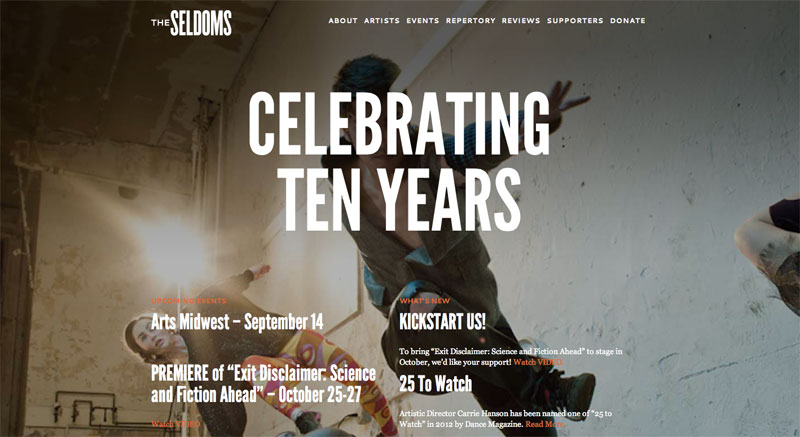 THE SELDOMS
ABOUT ARTISTS EVENTS REPERTORY REVIEWS SUPPORTERS DONATE
CELEBRATING
TEN YEARS
UPCOMING EVENTS
Arts Midwest – September 14
PREMIERE of “Exit Disclaimer: Science
and Fiction Ahead” – October 25-27
Watch VIDEO
WHAT'S NEW
KICKSTART US!
To bring “Exit Disclaimer: Science and Fiction Ahead” to stage in
October, we'd like your support! Watch VIDEO
25 To Watch
Artistic Director Carrie Hanson has been named one of “25 to
Watch” in 2012 by Dance Magazine. Read More